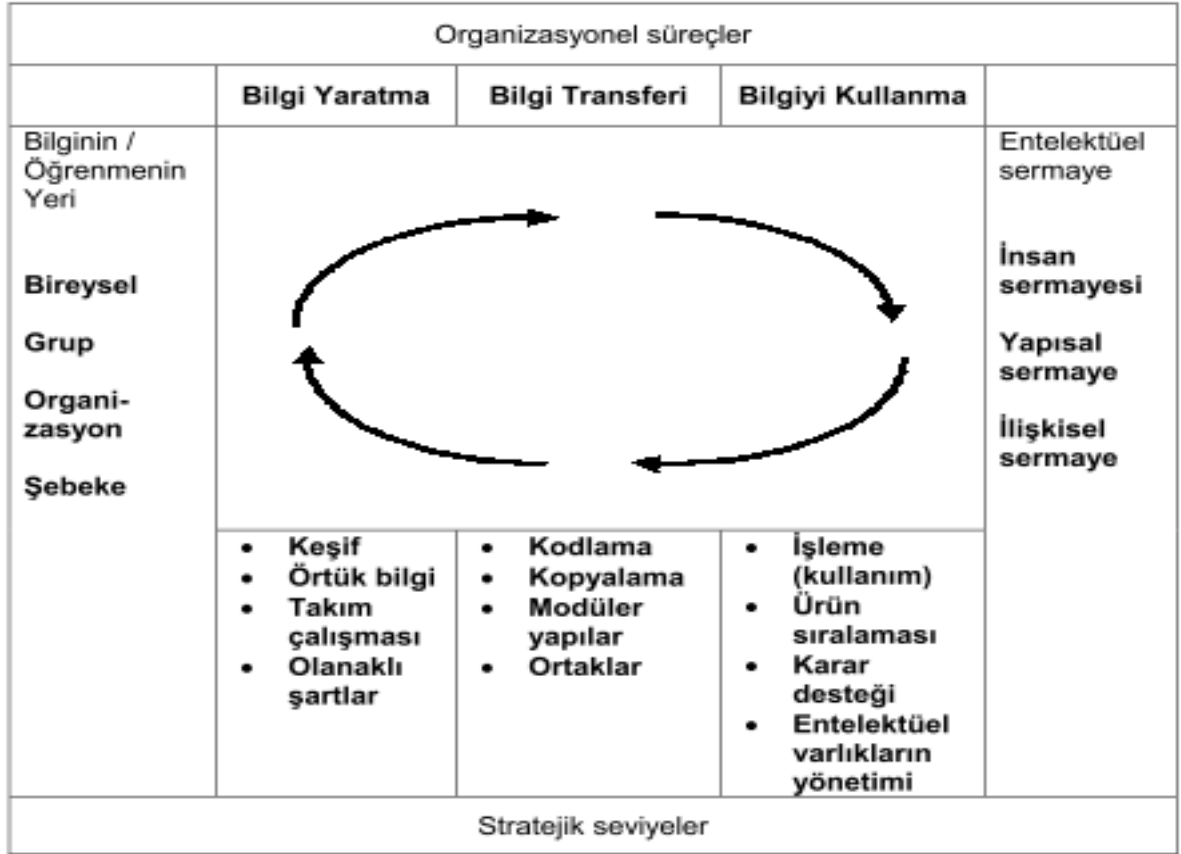 Organizasyonel süreçler
Bilgi Yaratma
Bilgi Transferi
Bilgiyi Kullanma
Bilginin /
Öğrenmenin
Yeri
Bireysel
Grup
Organi-
zasyon
Şebeke
Entelektüel
sermaye
İnsan
sermayesi
Yapısal
sermaye
İlişkisel
sermaye
• Keşif
• Örtük bilgi
• Takım
çalışması
• Olanaklı
şartlar
• Kodlama
• Kopyalama
• Modüler
yapılar
• Ortaklar
• İşleme
(kullanım)
• Ürün
sıralaması
• Karar
desteği
• Entelektüel
varlıkların
yönetimi
Stratejik seviyeler